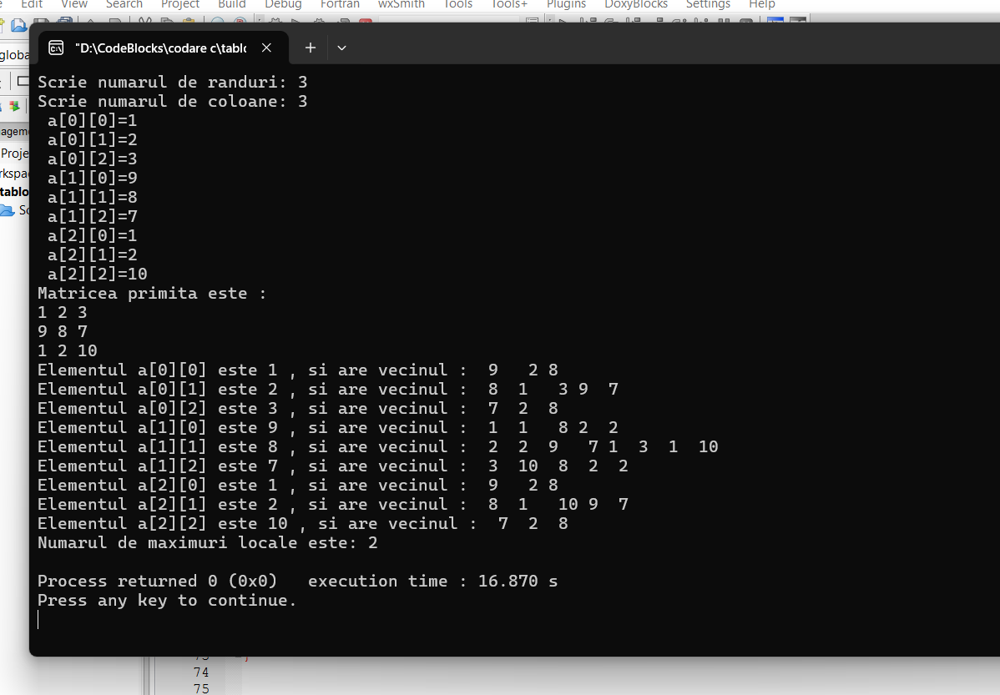 Edit View Search Project Build Debug Fortran wxSmith Tools Tools+ Plugins DoxyBlocks Settings Help
"D:\CodeBlocks\codare c\tablo
globa
Scrie numarul de randuri: 3
Scrie numarul de coloane: 3
a[0][0]=1
a[0][1]=2
a[0][2]=3
a[1][0]=9
a[1][1]=8
a[1][2]=7
a[2][0]=1
a[2][1]=2
a[2][2]=10
Matricea primita este :
1 2 3
9 8 7
1 2 10
Elementul a[0][0] este 1 , si are vecinul :  9   2 8
Elementul a[0][1] este 2 , si are vecinul :  8  1   3 9  7
Elementul a[0][2] este 3 , si are vecinul :  7  2  8
Elementul a[1][0] este 9 , si are vecinul :  1  1   8 2  2
Elementul a[1][1] este 8 , si are vecinul :  2  2  9   7 1  3  1  10
Elementul a[1][2] este 7 , si are vecinul :  3  10  8  2  2
Elementul a[2][0] este 1 , si are vecinul :  9   2 8
Elementul a[2][1] este 2 , si are vecinul :  8  1   10 9  7
Elementul a[2][2] este 10 , si are vecinul :  7  2  8
Numarul de maximuri locale este: 2
Process returned 0 (0x0)   execution time : 16.870 s
Press any key to continue.
agem
Proje
rkspa
tablo
So
74
75